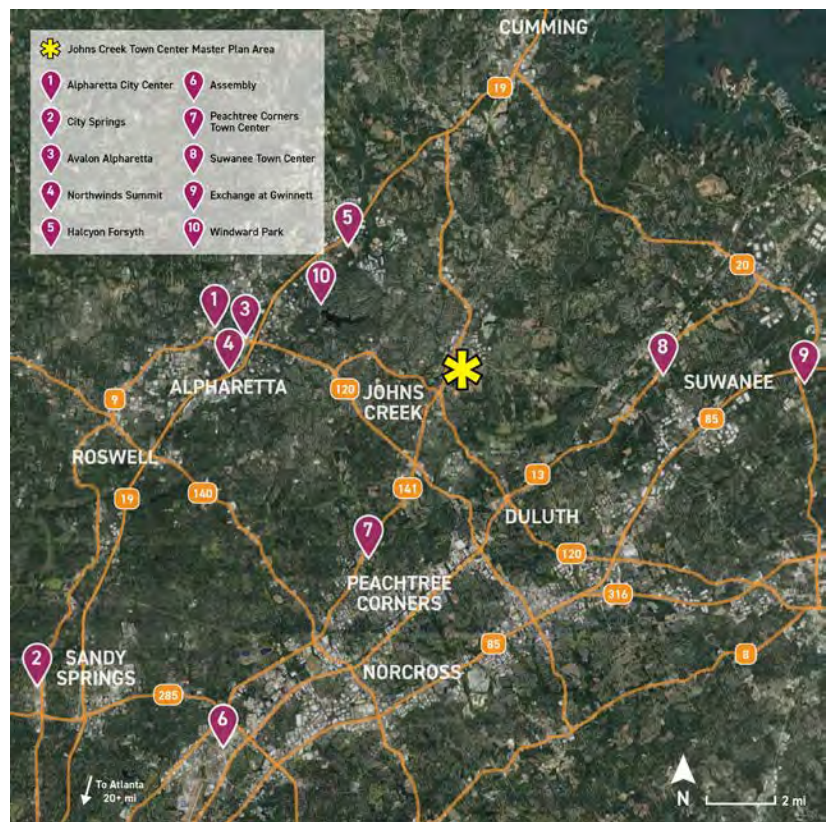 CUMMING
Johns Creek Town Center Master Plan Area
1 Alpharetta City Center
2 City Springs
3 Avalon Alpharetta
4 Northwinds Summit
5 Halcyon Forsyth
6 Assembly
7 Peachtree Corners
Town Center
8 Suwanee Town Center
9 Exchange at Gwinnett
10 Windward Park
19
5
20
10
1
3
4
8
9
ALPHARETTA
120
JOHNS
CREEK
SUWANEE
9
85
ROSWELL
19
140
141
13
DULUTH
7
120
PEACHTREE
CORNERS
316
2
SANDY
SPRINGS
NORCROSS
85
8
285
6
To Atlanta
20+ mi
N
2 mi